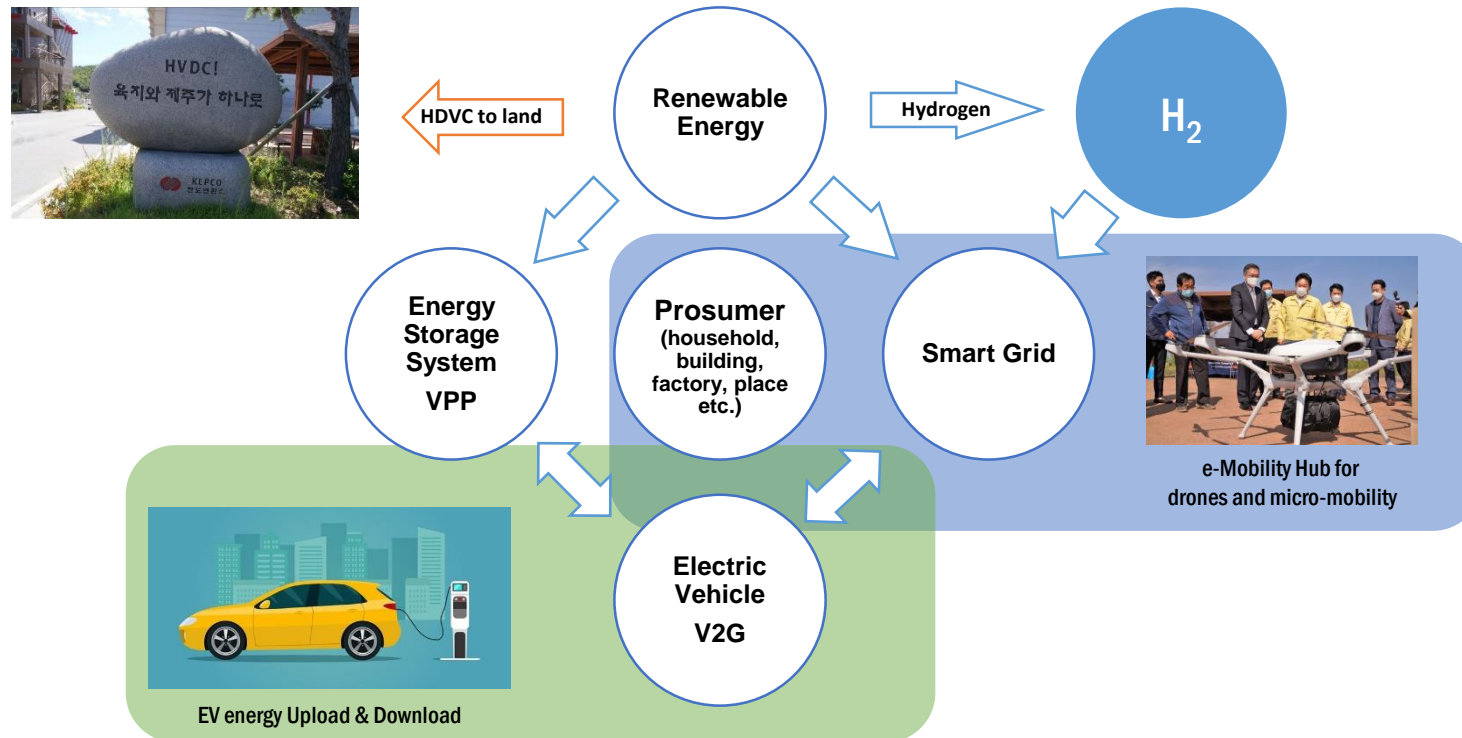 HVDC!
육지와 제주가 하나로
KEPCO
HDVC to land
Renewable
Energy
Hydrogen
H₂
Energy
Storage
System
VPP
Prosumer
(household,
building,
factory, place
etc.)
Smart Grid
e-Mobility Hub for
drones and micro-mobility
Electric
Vehicle
V2G
EV energy Upload & Download